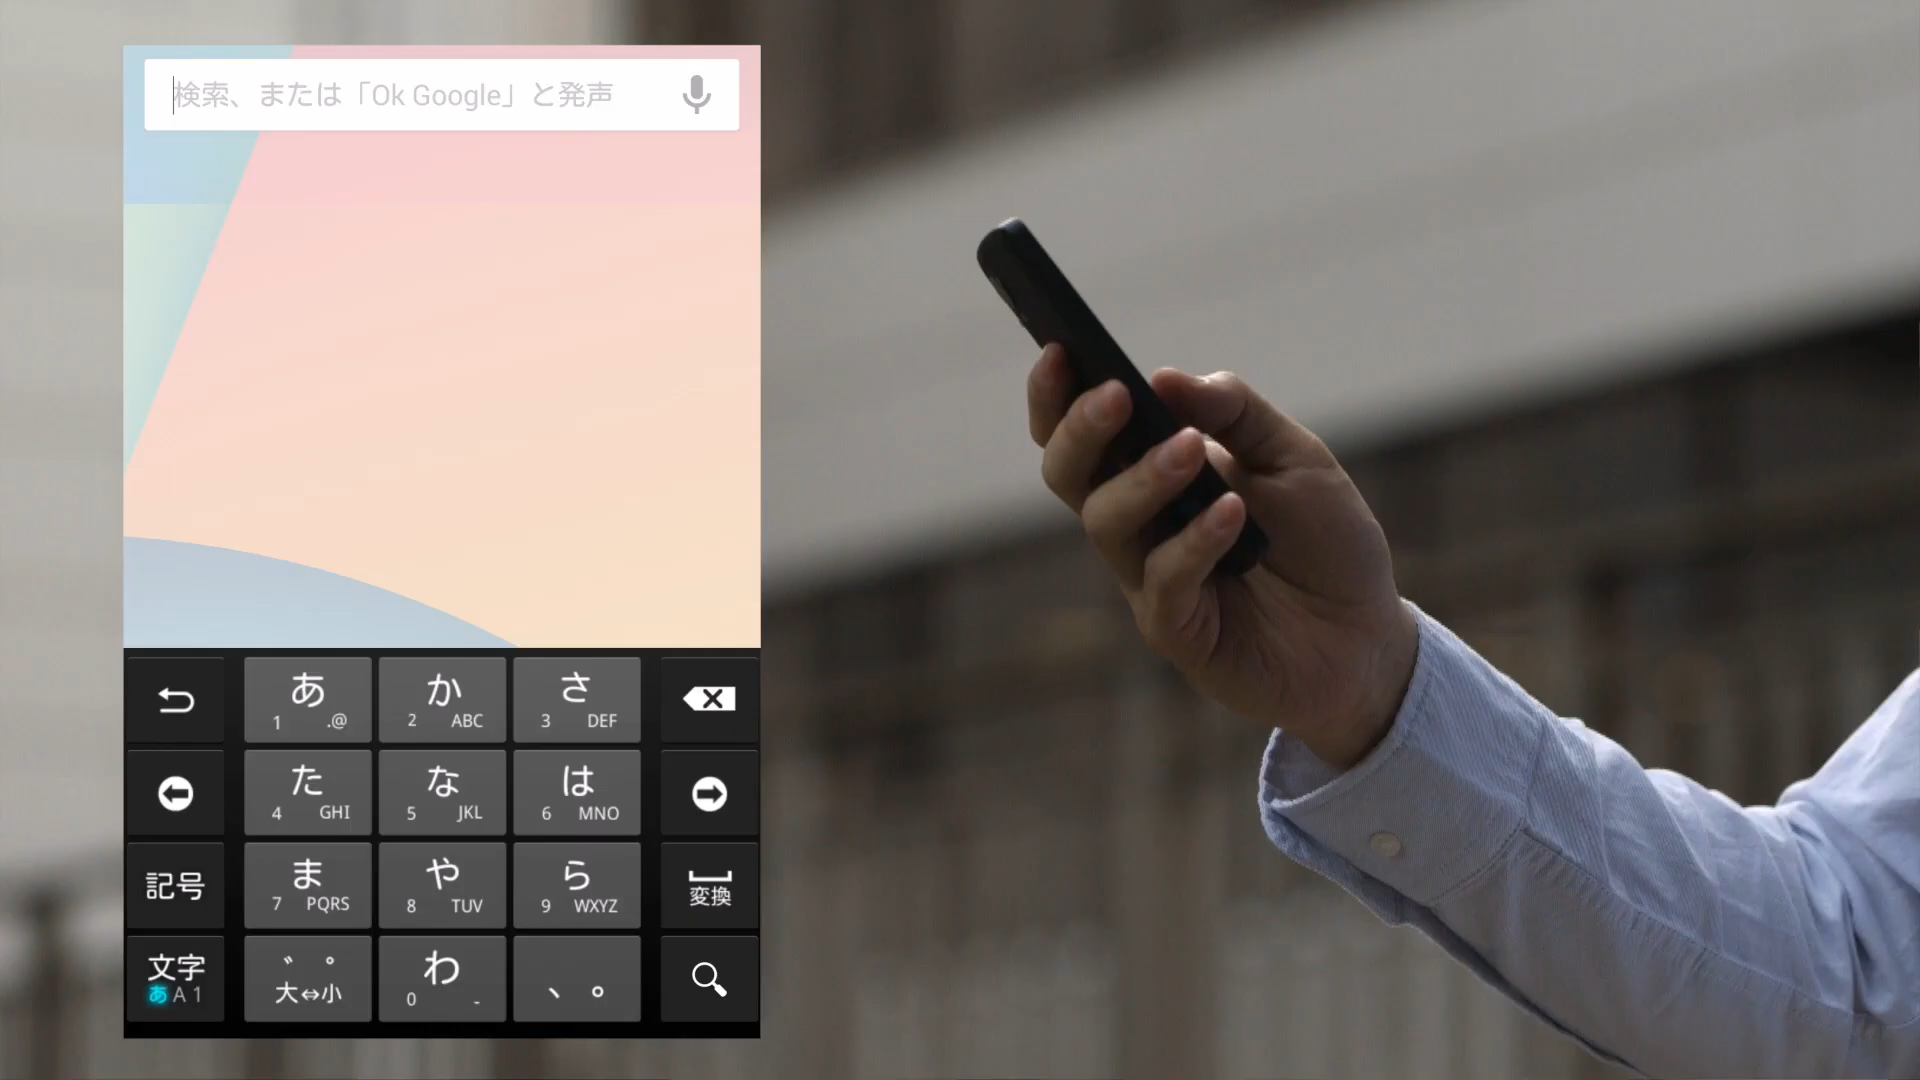 検索、または「Ok Google」と発声
あ 1 .@
か 2 ABC
さ 3 DEF
た 4 GHI
な 5 JKL
は 6 MNO
記号
ま 7 PQRS
や 8 TUV
ら 9 WXYZ
変換
文字
あA1
゛゜
大⇔小
わ 0 -
、。